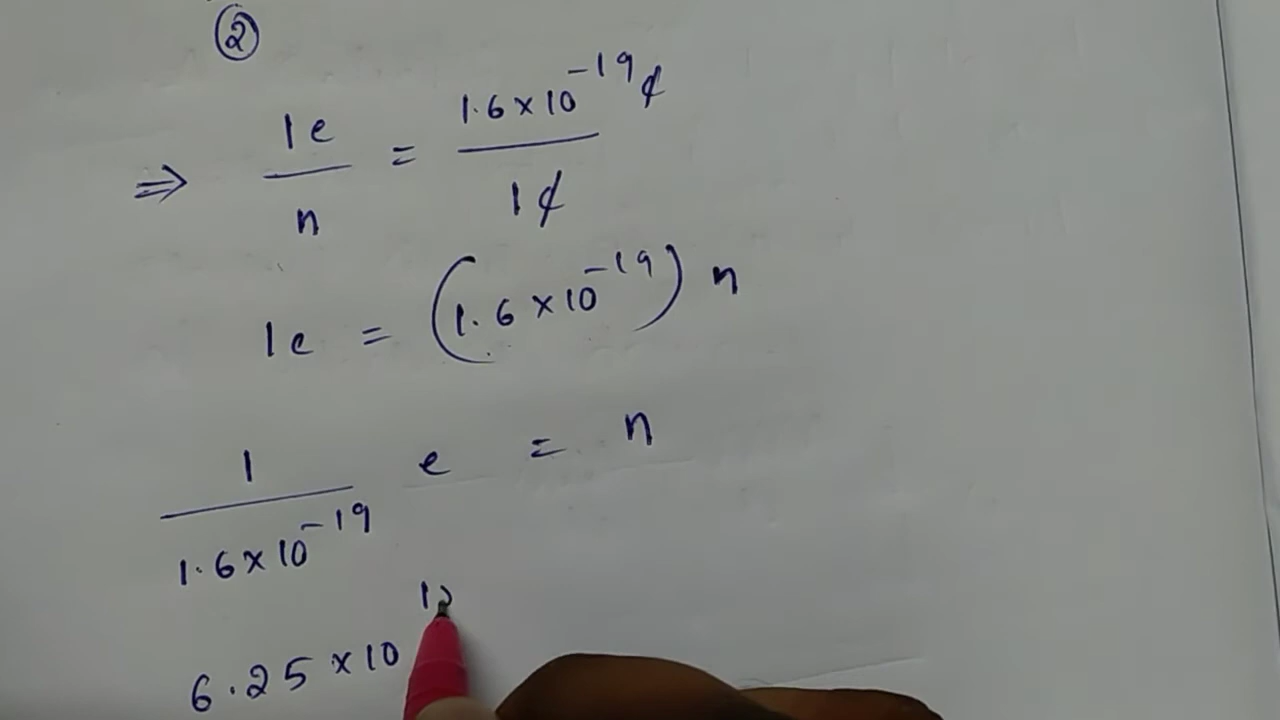 ②
⇒ 1e/n = 1.6×10^-19 C/1C
1e = (1.6×10^-19) n
1/1.6×10^-19 e = n
6.25×10^1